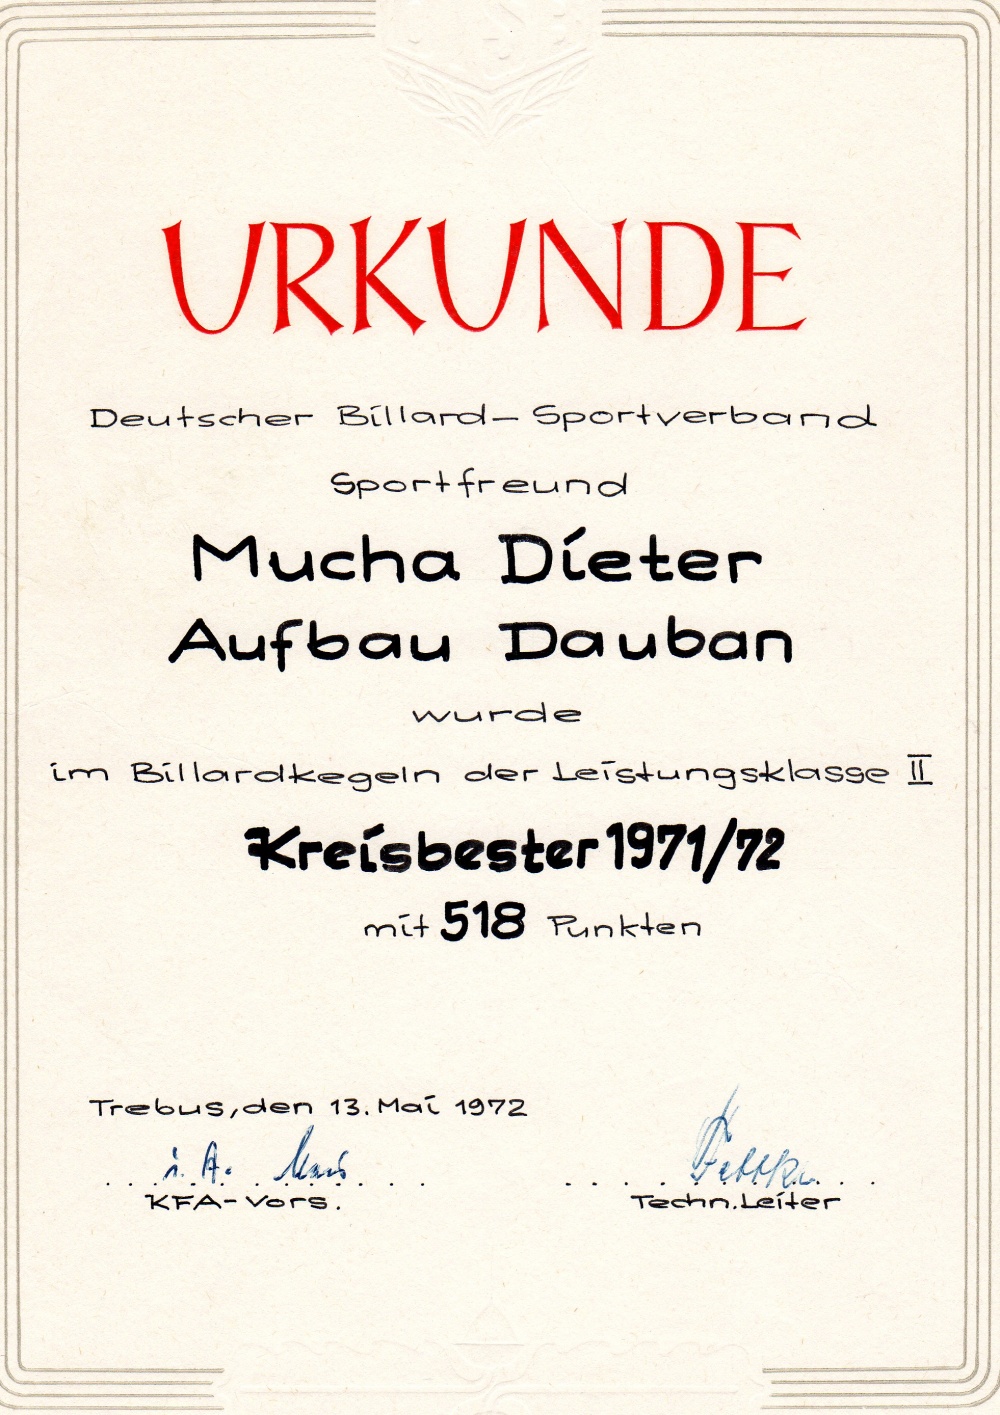 URKUNDE
Deutscher Billard-Sportverband
Sportfreund
Mucha Dieter
Aufbau Dauban
wurde
im Billardkegeln der Leistungsklasse II
Kreisbester 1971/72
mit 518 Punkten
Trebus, den 13. Mai 1972
i. A.
KFA-Vors.
Techn. Leiter